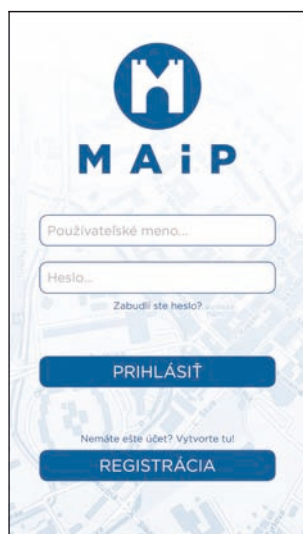 MAiP
Používateľské meno...
Heslo...
Zabudli ste heslo?
PRIHLÁSIŤ
Nemáte ešte účet? Vytvorte tu!
REGISTRÁCIA